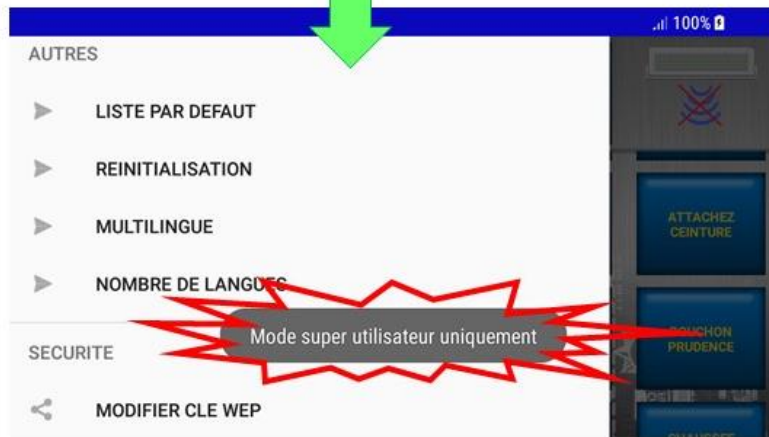 100%
AUTRES
LISTE PAR DEFAUT
REINITIALISATION
MULTILINGUE
NOMBRE DE LANGUES
Mode super utilisateur uniquement
SECURITE
MODIFIER CLE WEP
ATTACHEZ
CEINTURE
BOUCHON
PRUDENCE
CHAUSSEE